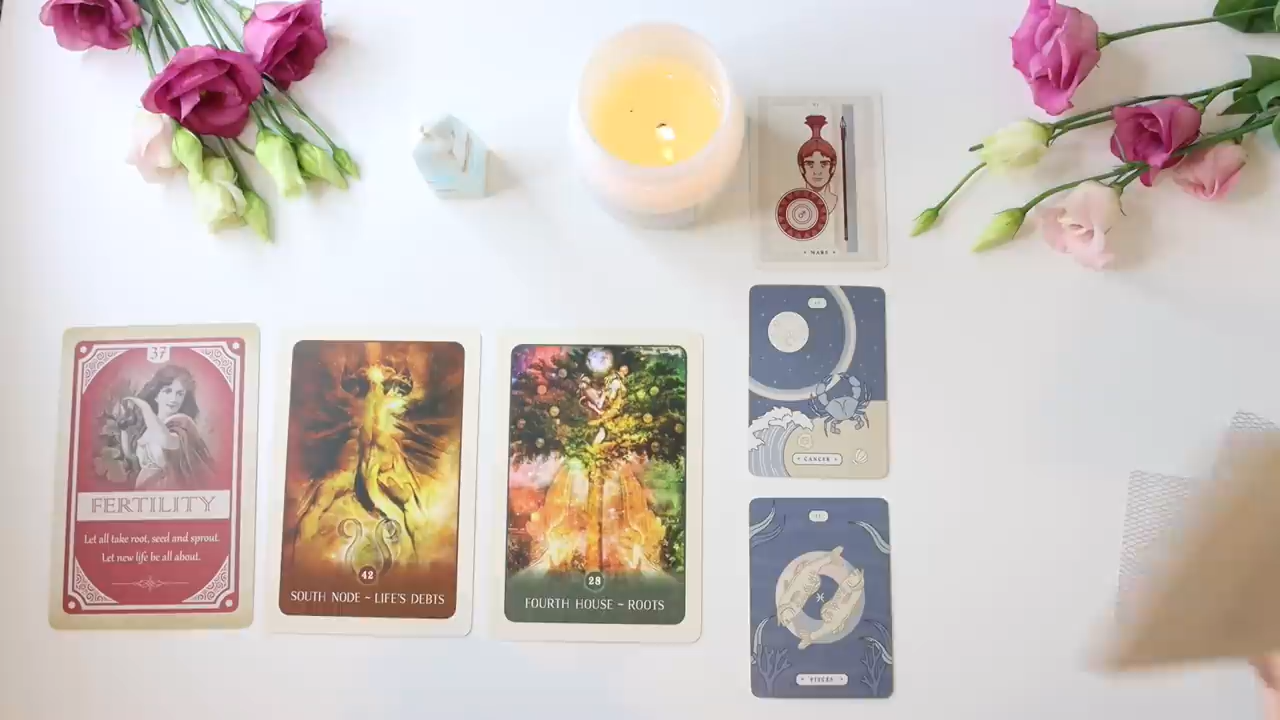 37
FERTILITY
Let all take root, seed and sprout.
Let new life be all about.
42
SOUTH NODE ~ LIFE'S DEBTS
28
FOURTH HOUSE ~ ROOTS
MARS
CANCER
PISCES